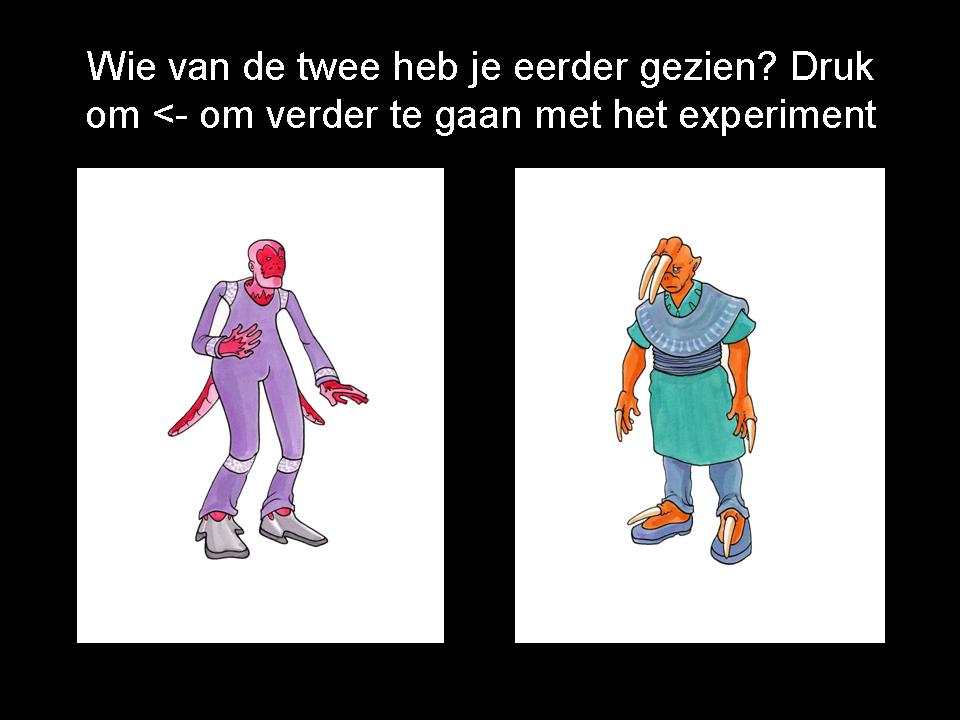 Wie van de twee heb je eerder gezien? Druk
om <- om verder te gaan met het experiment